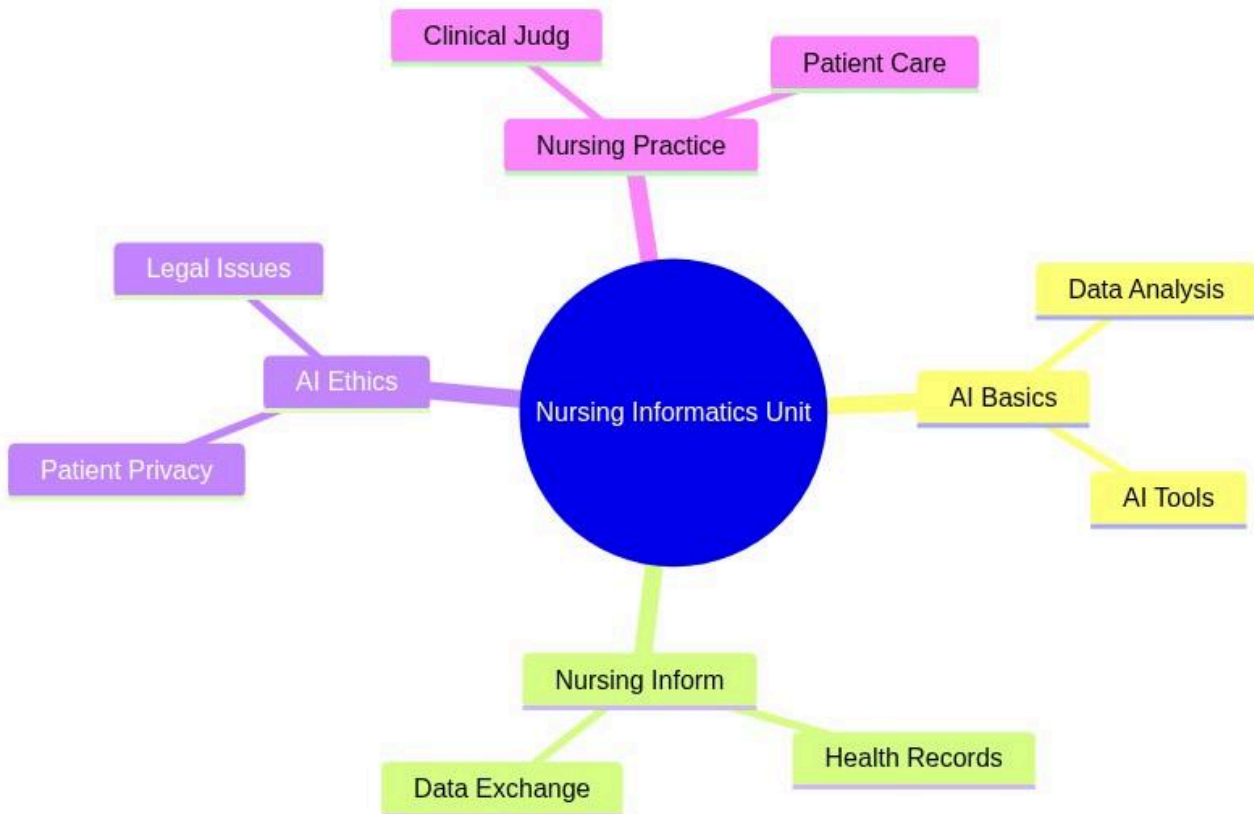 Clinical Judg
Patient Care
Nursing Practice
Legal Issues
Data Analysis
AI Ethics
AI Basics
Nursing Informatics Unit
Patient Privacy
AI Tools
Nursing Inform
Health Records
Data Exchange